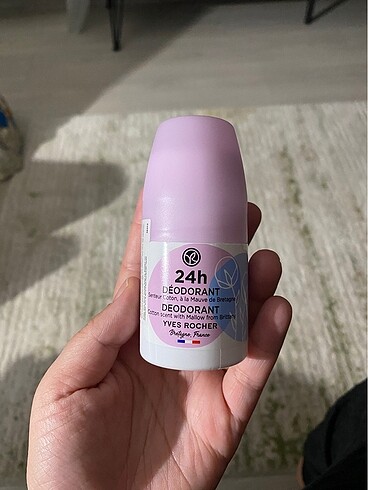 24h
DÉODORANT
Senteur Coton, à la Mauve de Bretagne
DEODORANT
Cotton scent with Mallow from Brittany
YVES ROCHER
Bretagne, France